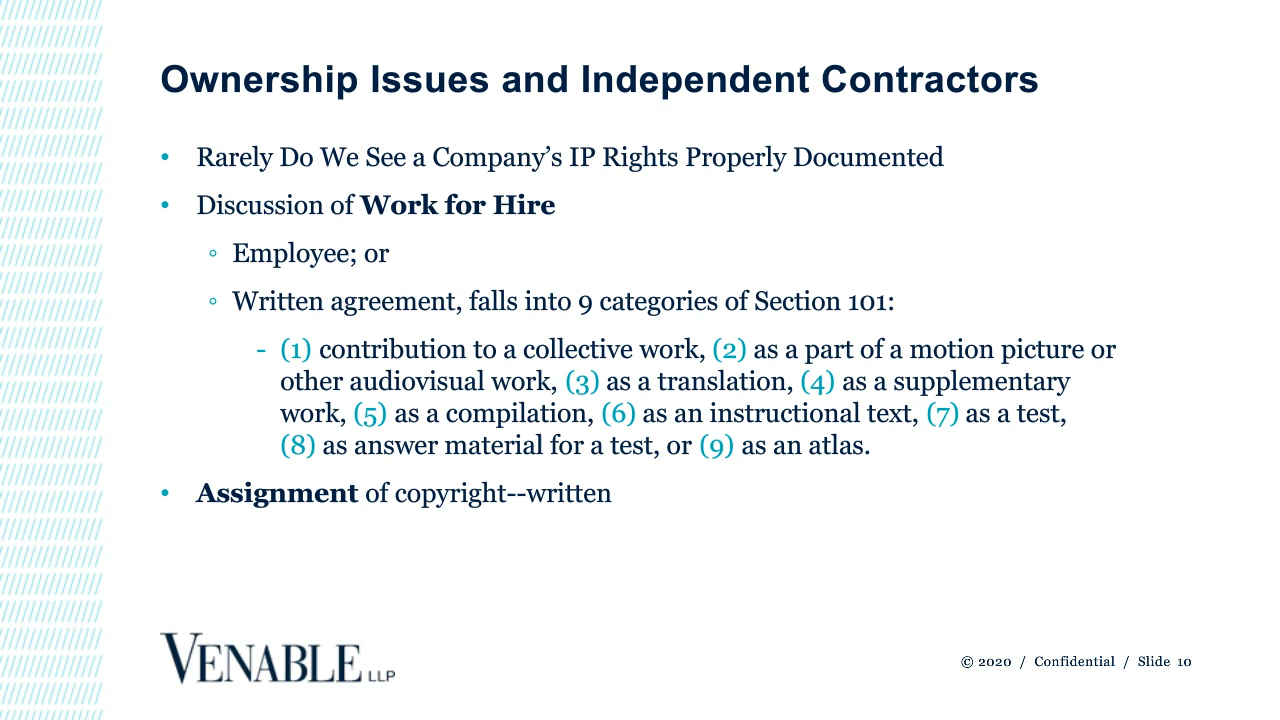 Ownership Issues and Independent Contractors
• Rarely Do We See a Company’s IP Rights Properly Documented
• Discussion of Work for Hire
◦ Employee; or
◦ Written agreement, falls into 9 categories of Section 101:
- (1) contribution to a collective work, (2) as a part of a motion picture or
other audiovisual work, (3) as a translation, (4) as a supplementary
work, (5) as a compilation, (6) as an instructional text, (7) as a test,
(8) as answer material for a test, or (9) as an atlas.
• Assignment of copyright--written
VENABLE LLP
© 2020 / Confidential / Slide 10